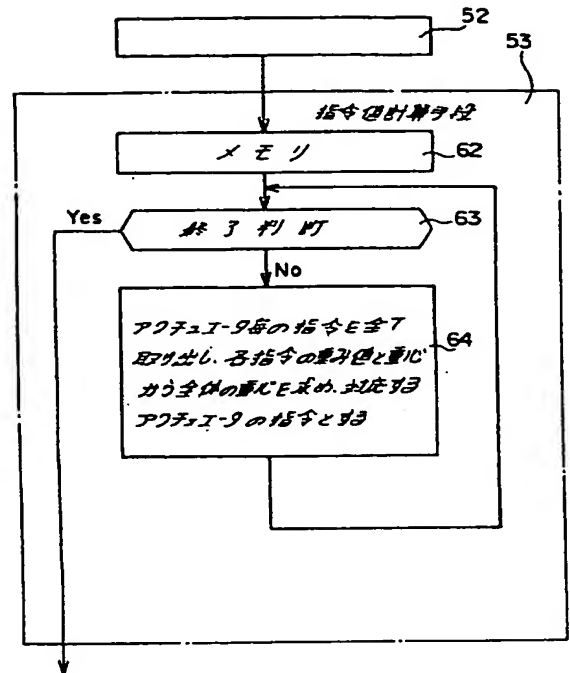 52
53
指令値計算手段
メモリ
62
Yes
終了判断
63
No
アクチュエータ毎の指令を全て
取り出し、各指令の重み値と重心
から全体の重心を求め、対応する
アクチュエータの指令とする
64